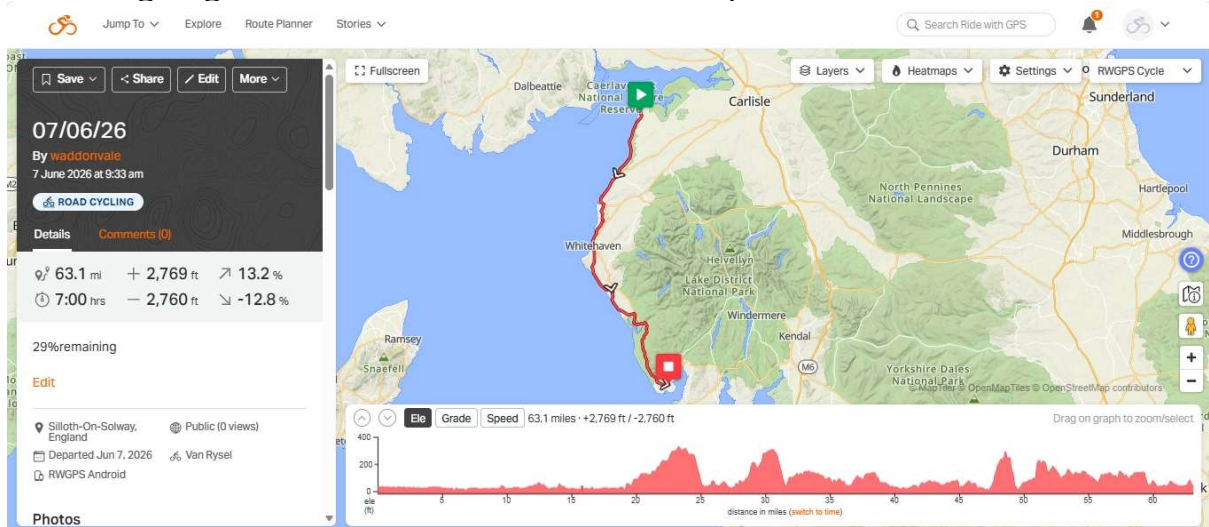 Jump To
Explore
Route Planner
Stories
Search Ride with GPS
1
Save
Share
Edit
More
07/06/26
By waddonvale
7 June 2026 at 9:33 am
ROAD CYCLING
Details
Comments (0)
63.1 mi
+ 2,769 ft
13.2 %
7:00 hrs
− 2,760 ft
-12.8 %
29%remaining
Edit
Silloth-On-Solway, England
Public (0 views)
Departed Jun 7, 2026
Van Rysel
RWGPS Android
Photos
Fullscreen
Layers
Heatmaps
Settings
RWGPS Cycle
Dalbeattie
National
Reserve
Carlisle
Sunderland
Durham
North Pennines
National Landscape
Hartlepool
Middlesbrough
Whitehaven
Helvellyn
Lake District
National Park
Windermere
Kendal
Ramsey
Snaefell
M6
Yorkshire Dales
National Park
© MapTiler © OpenMapTiles © OpenStreetMap contributors
Ele
Grade
Speed
63.1 miles · +2,769 ft / -2,760 ft
Drag on graph to zoom/select
400
200
0
ele
(ft)
5
10
15
20
25
30
35
40
45
50
55
60
distance in miles (switch to time)